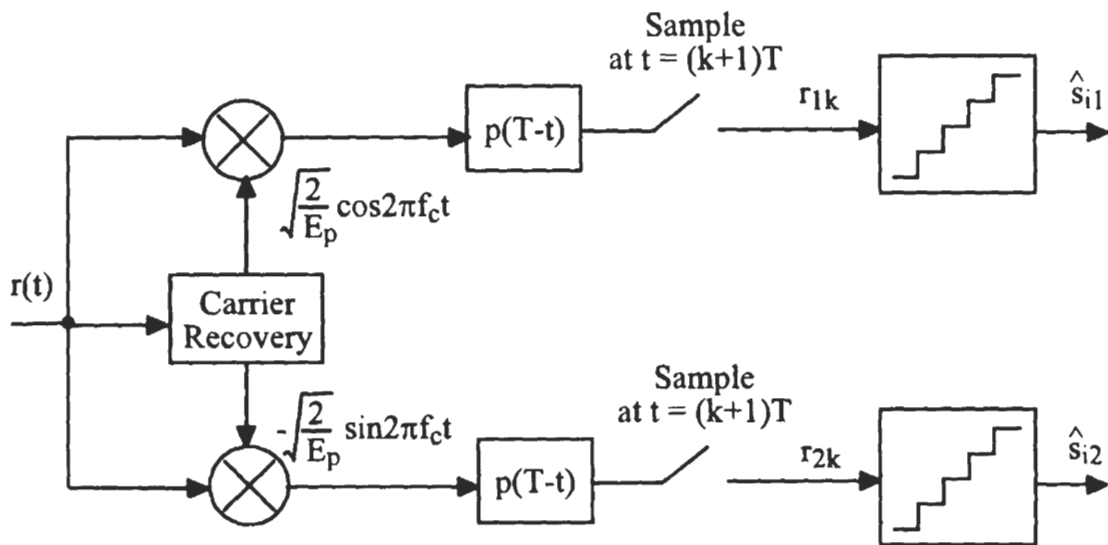 Sample
at t = (k+1)T
r1k
ŝi1
p(T-t)
√2/Ep cos2πfct
r(t)
Carrier
Recovery
Sample
at t = (k+1)T
-√2/Ep sin2πfct
r2k
ŝi2
p(T-t)